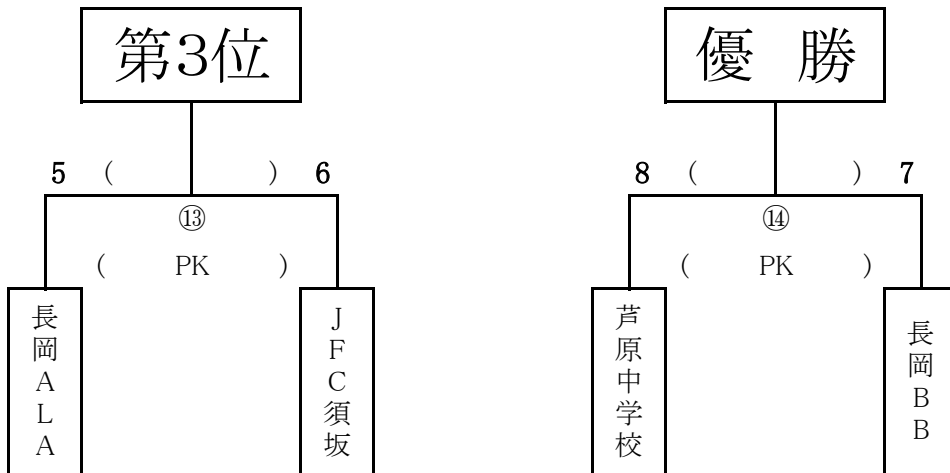 第3位
優 勝
5 ( ) 6
8 ( ) 7
⑬
⑭
( PK )
( PK )
長岡ALA
JFC須坂
芦原中学校
長岡BB